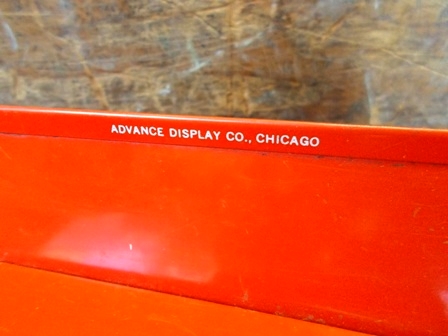 ADVANCE DISPLAY CO., CHICAGO